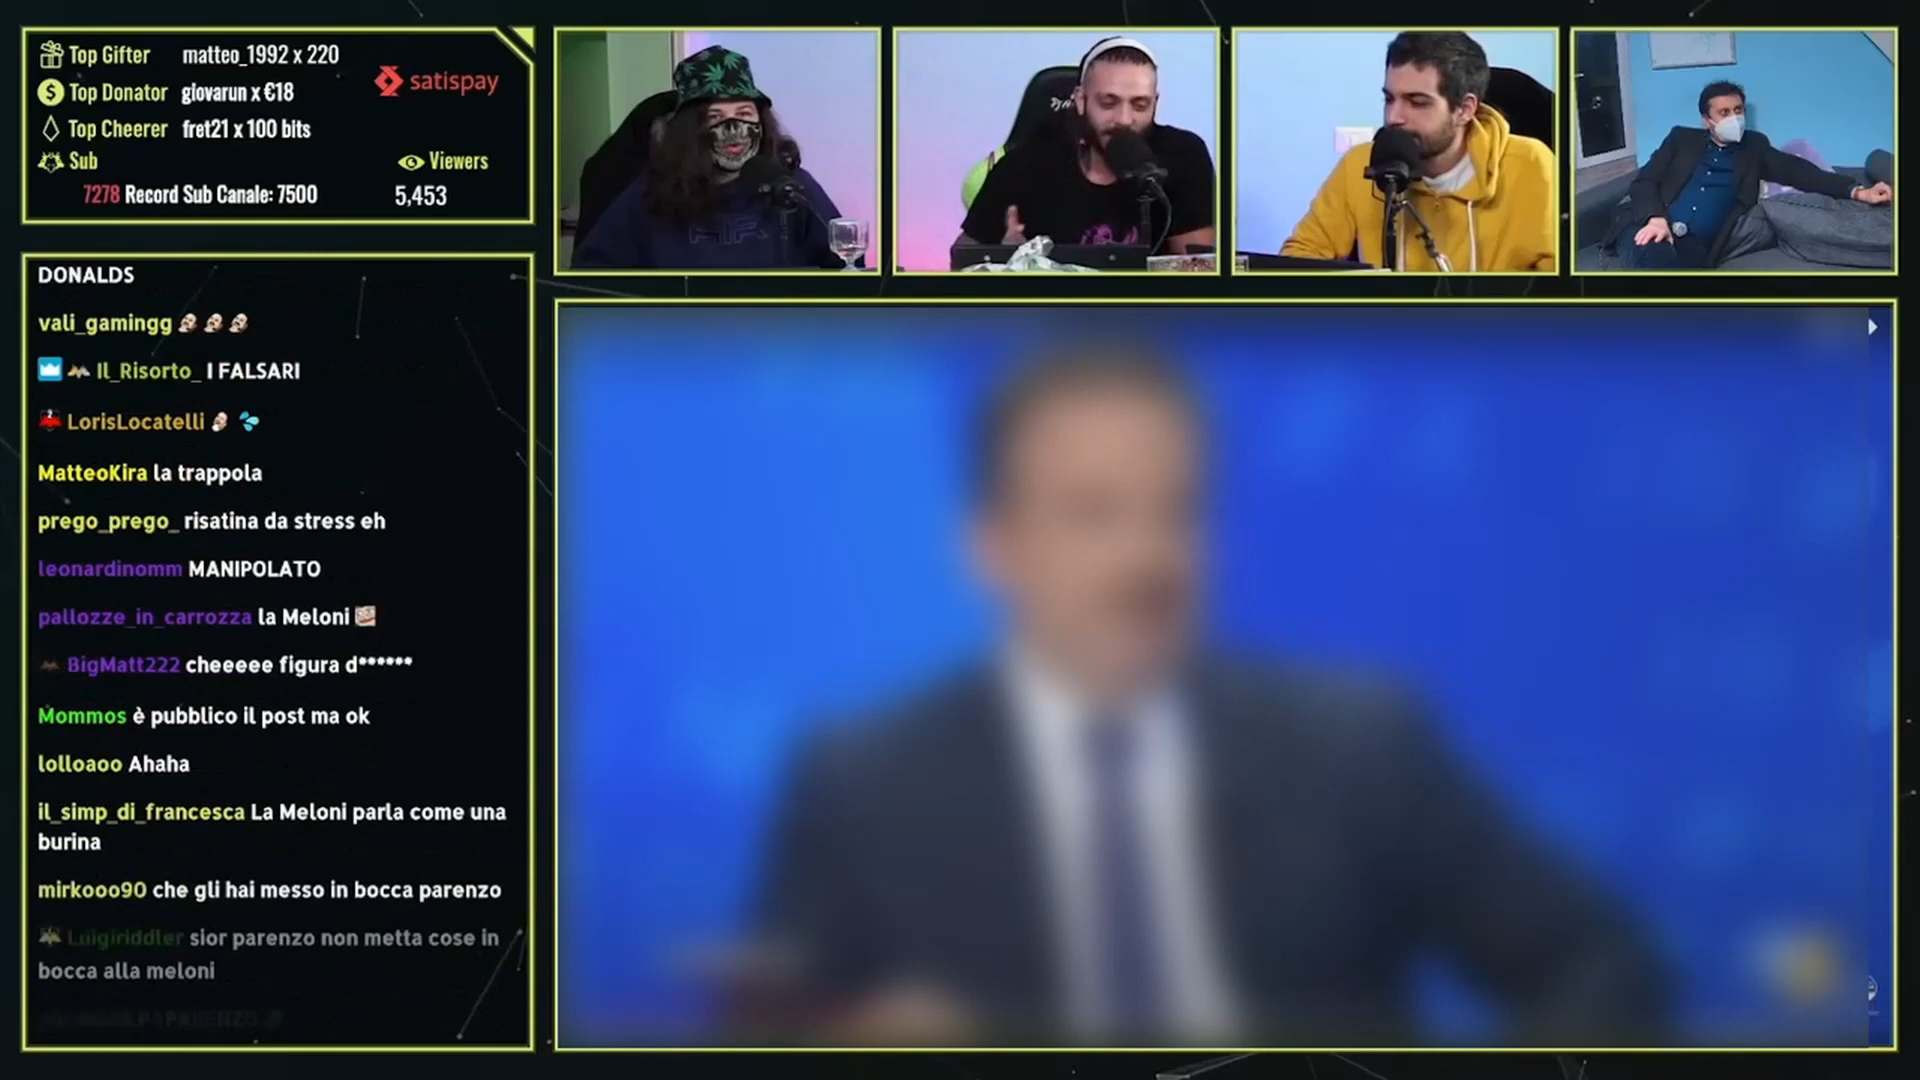 Top Gifter matteo_1992 x 220
satispay
Top Donator giovarun x €18
Top Cheerer fret21 x 100 bits
Sub
Viewers
7278 Record Sub Canale: 7500
5,453
DONALDS
vali_gamingg
Il_Risorto_ I FALSARI
2 LorisLocatelli
MatteoKira la trappola
prego_prego_ risatina da stress eh
leonardinomm MANIPOLATO
pallozze_in_carrozza la Meloni
BigMatt222 cheeeee figura d******
Mommos è pubblico il post ma ok
lolloaoo Ahaha
il_simp_di_francesca La Meloni parla come una
burina
mirkooo90 che gli hai messo in bocca parenzo
Luigiriddler sior parenzo non metta cose in
bocca alla meloni